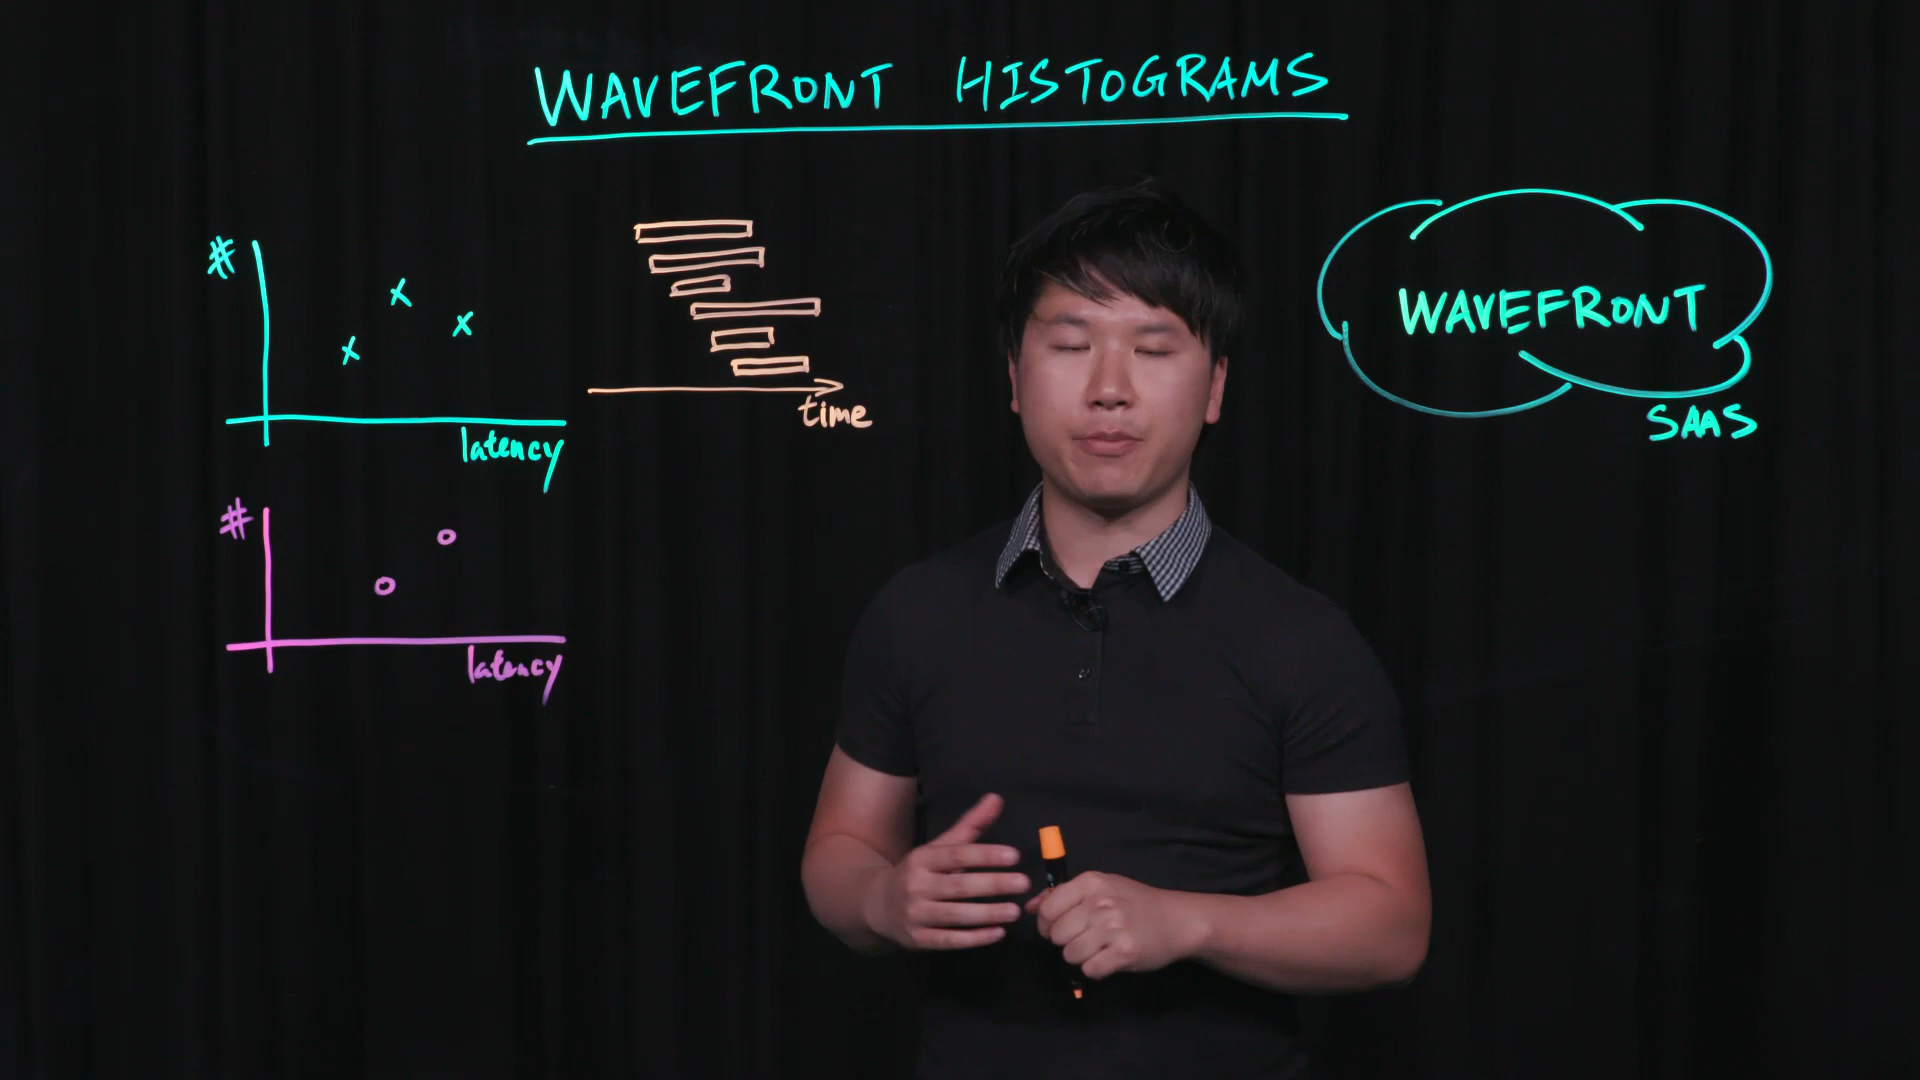 WAVEFRONT HISTOGRAMS
#
latency
time
WAVEFRONT
SAAS
#
latency